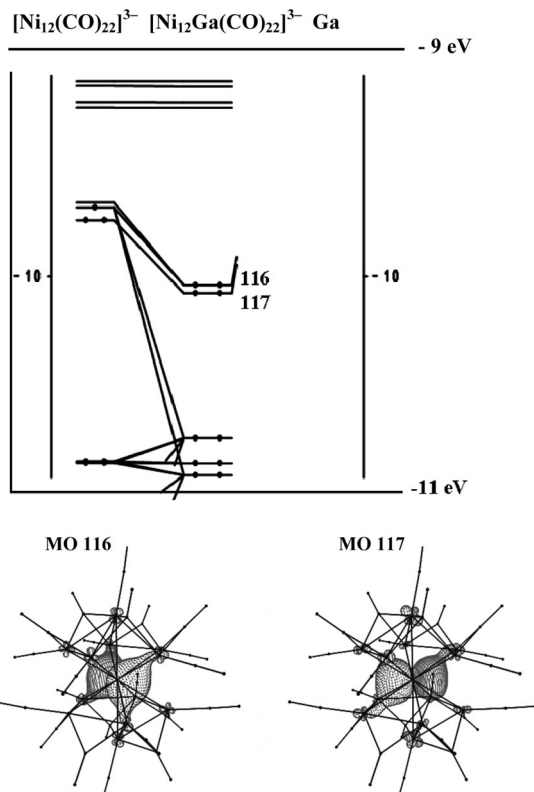 [Ni₁₂(CO)₂₂]³⁻ [Ni₁₂Ga(CO)₂₂]³⁻ Ga
- 9 eV
- 10
116
- 10
117
-11 eV
MO 116
MO 117